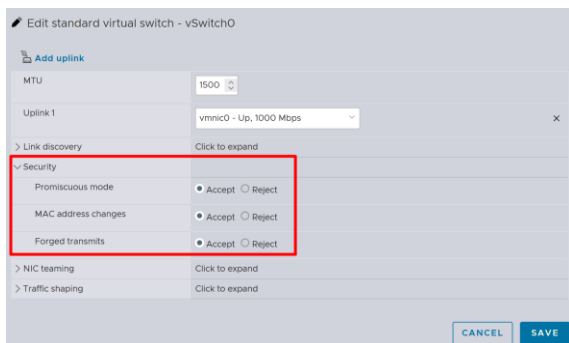 Edit standard virtual switch - vSwitch0
Add uplink
MTU 1500
Uplink 1 vmnic0 - Up, 1000 Mbps
Link discovery Click to expand
Security
Promiscuous mode Accept Reject
MAC address changes Accept Reject
Forged transmits Accept Reject
NIC teaming Click to expand
Traffic shaping Click to expand
CANCEL SAVE